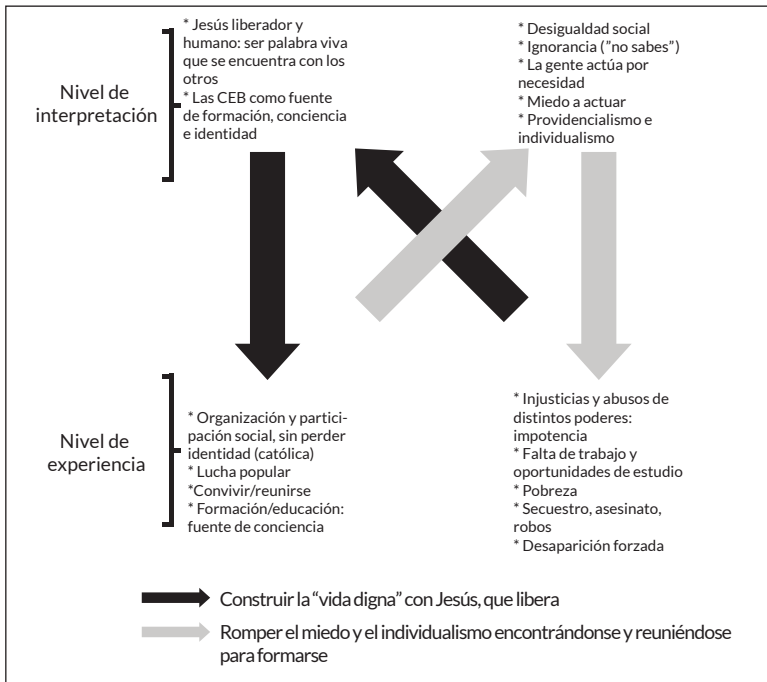 Nivel de
interpretación
* Jesús liberador y
humano: ser palabra viva
que se encuentra con los
otros
* Las CEB como fuente
de formación, conciencia
e identidad
* Desigualdad social
* Ignorancia (”no sabes”)
* La gente actúa por
necesidad
* Miedo a actuar
* Providencialismo e
individualismo
Nivel de
experiencia
* Organización y partici-
pación social, sin perder
identidad (católica)
* Lucha popular
*Convivir/reunirse
* Formación/educación:
fuente de conciencia
* Injusticias y abusos de
distintos poderes:
impotencia
* Falta de trabajo y
oportunidades de estudio
* Pobreza
* Secuestro, asesinato,
robos
* Desaparición forzada
Construir la “vida digna” con Jesús, que libera
Romper el miedo y el individualismo encontrándonse y reuniéndose
para formarse